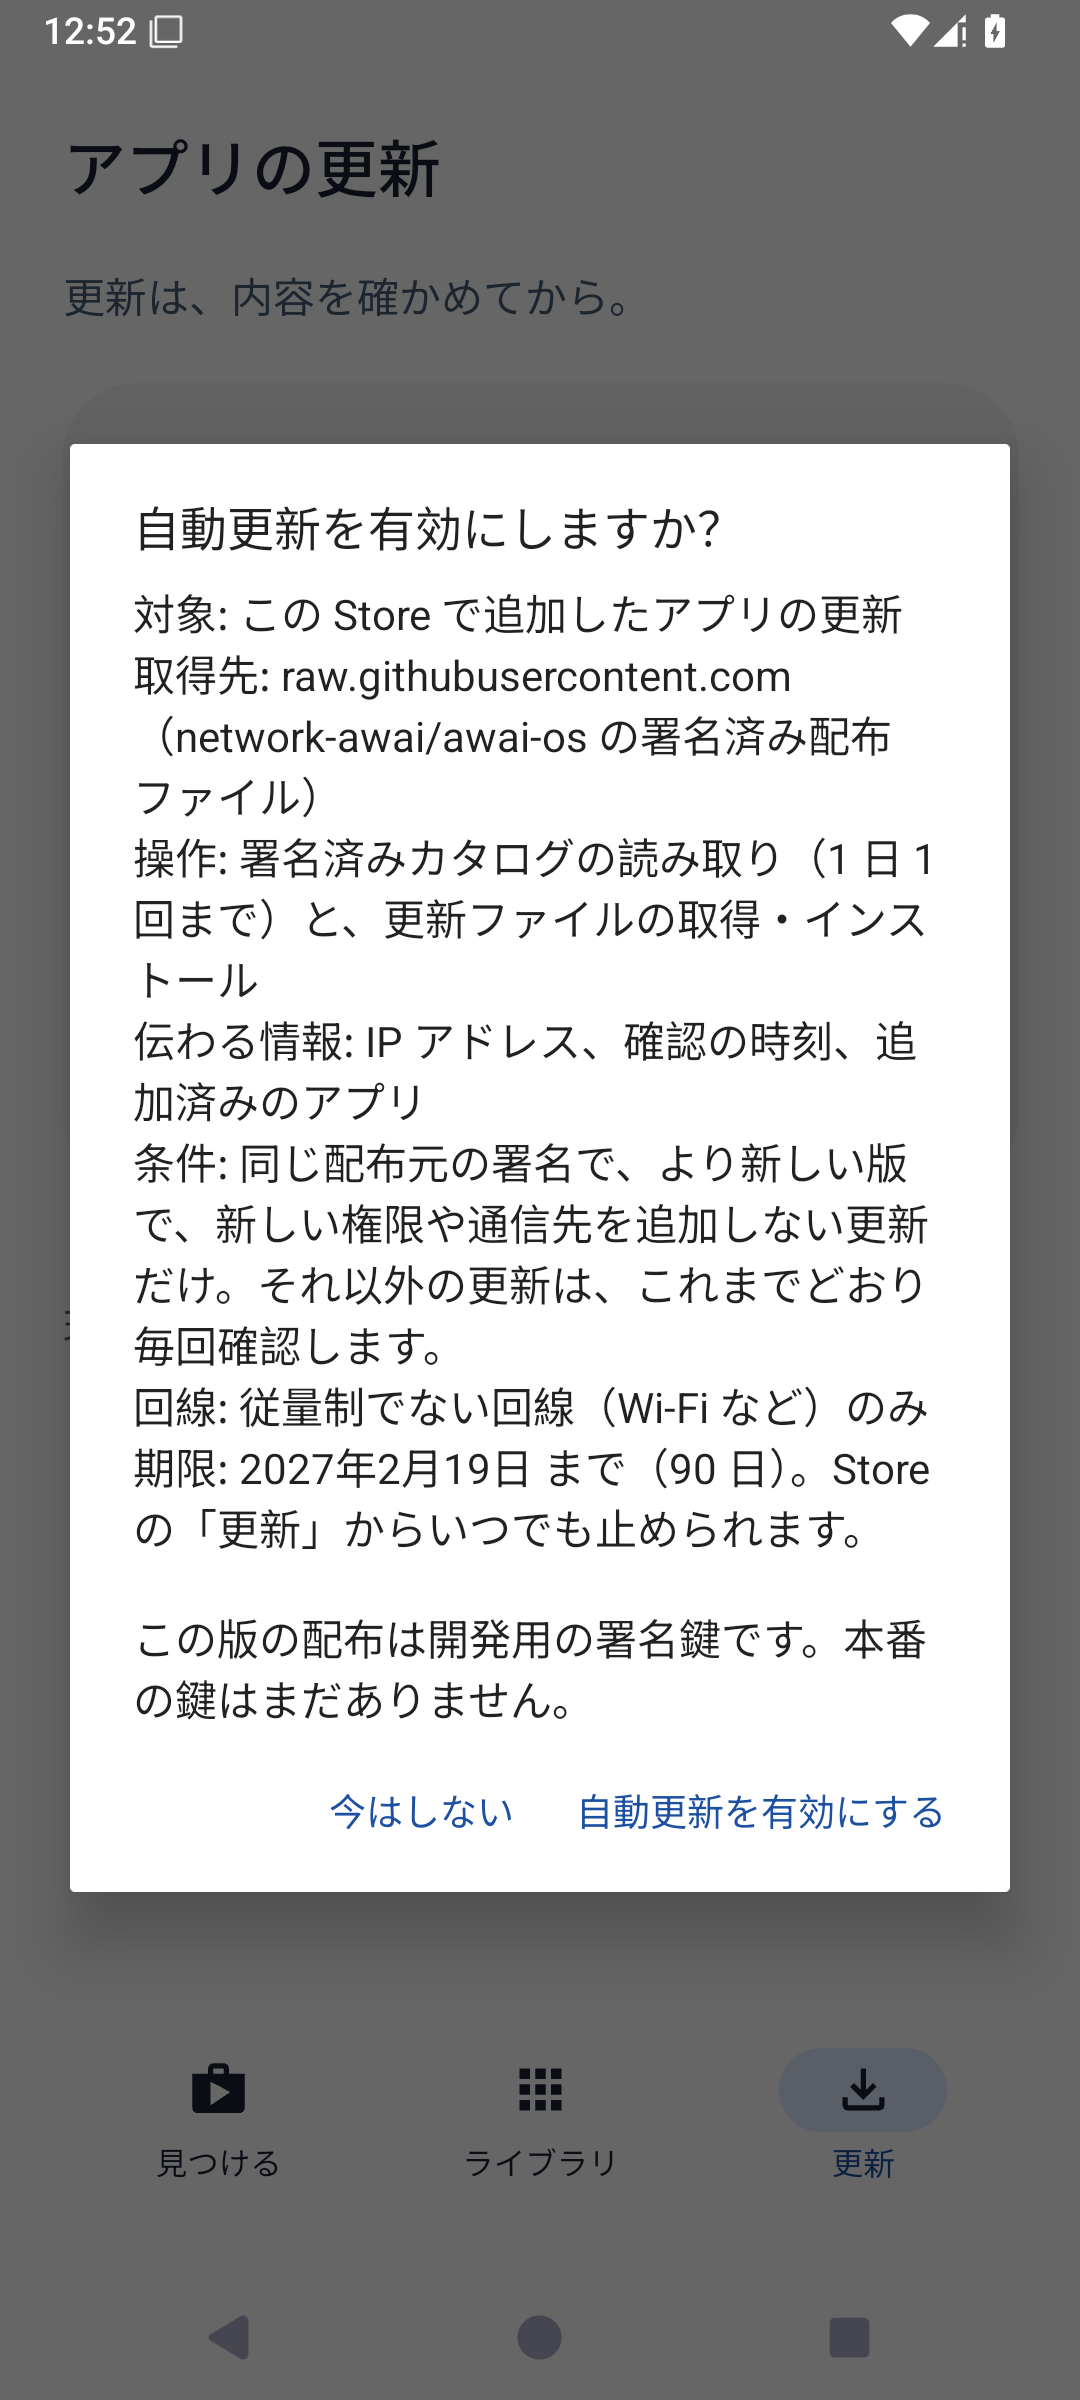 12:52
アプリの更新
更新は、内容を確かめてから。
自動更新を有効にしますか?
対象: この Store で追加したアプリの更新
取得先: raw.githubusercontent.com
（network-awai/awai-os の署名済み配布
ファイル）
操作: 署名済みカタログの読み取り（1 日 1
回まで）と、更新ファイルの取得・インス
トール
伝わる情報: IP アドレス、確認の時刻、追
加済みのアプリ
条件: 同じ配布元の署名で、より新しい版
で、新しい権限や通信先を追加しない更新
だけ。それ以外の更新は、これまでどおり
毎回確認します。
回線: 従量制でない回線（Wi-Fi など）のみ
期限: 2027年2月19日 まで（90 日）。Store
の「更新」からいつでも止められます。
この版の配布は開発用の署名鍵です。本番
の鍵はまだありません。
今はしない 自動更新を有効にする
見つける ライブラリ 更新